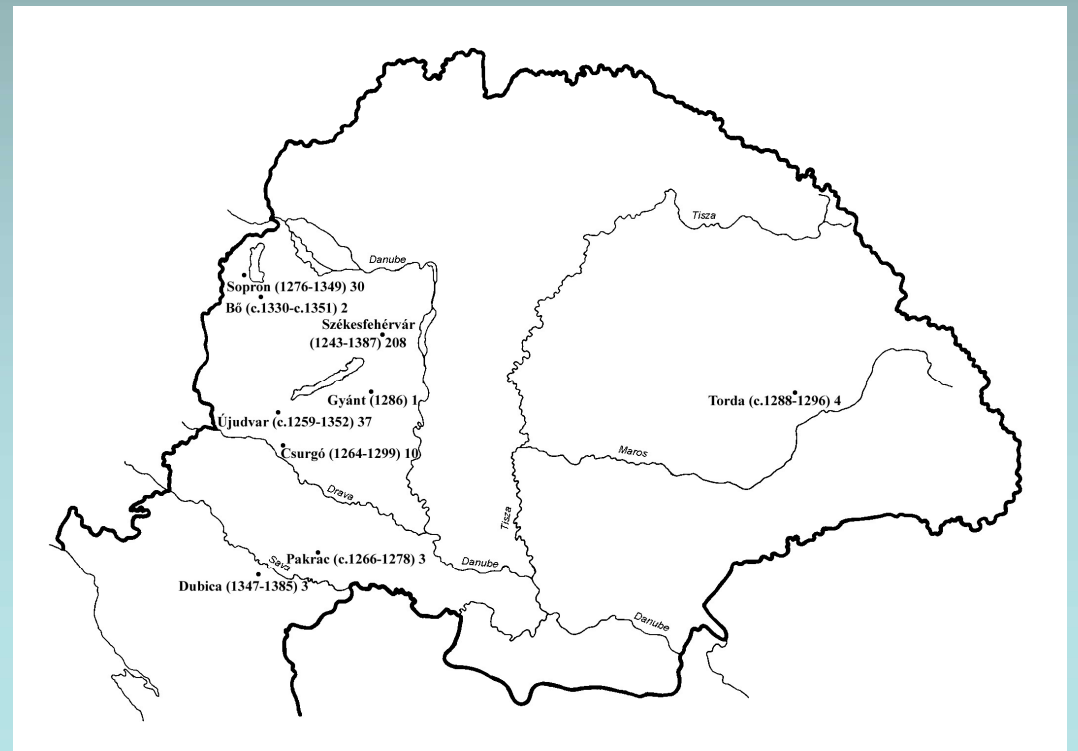 Tisza
Danube
Sopron (1276-1349) 30
Bő (c.1330-c.1351) 2
Székesfehérvár
(1243-1387) 208
Gyánt (1286) 1
Torda (c.1288-1296) 4
Újudvar (c.1259-1352) 37
Csurgó (1264-1299) 10
Maros
Drava
Tisza
Pakrac (c.1266-1278) 3
Sava
Danube
Dubica (1347-1385) 3
Danube